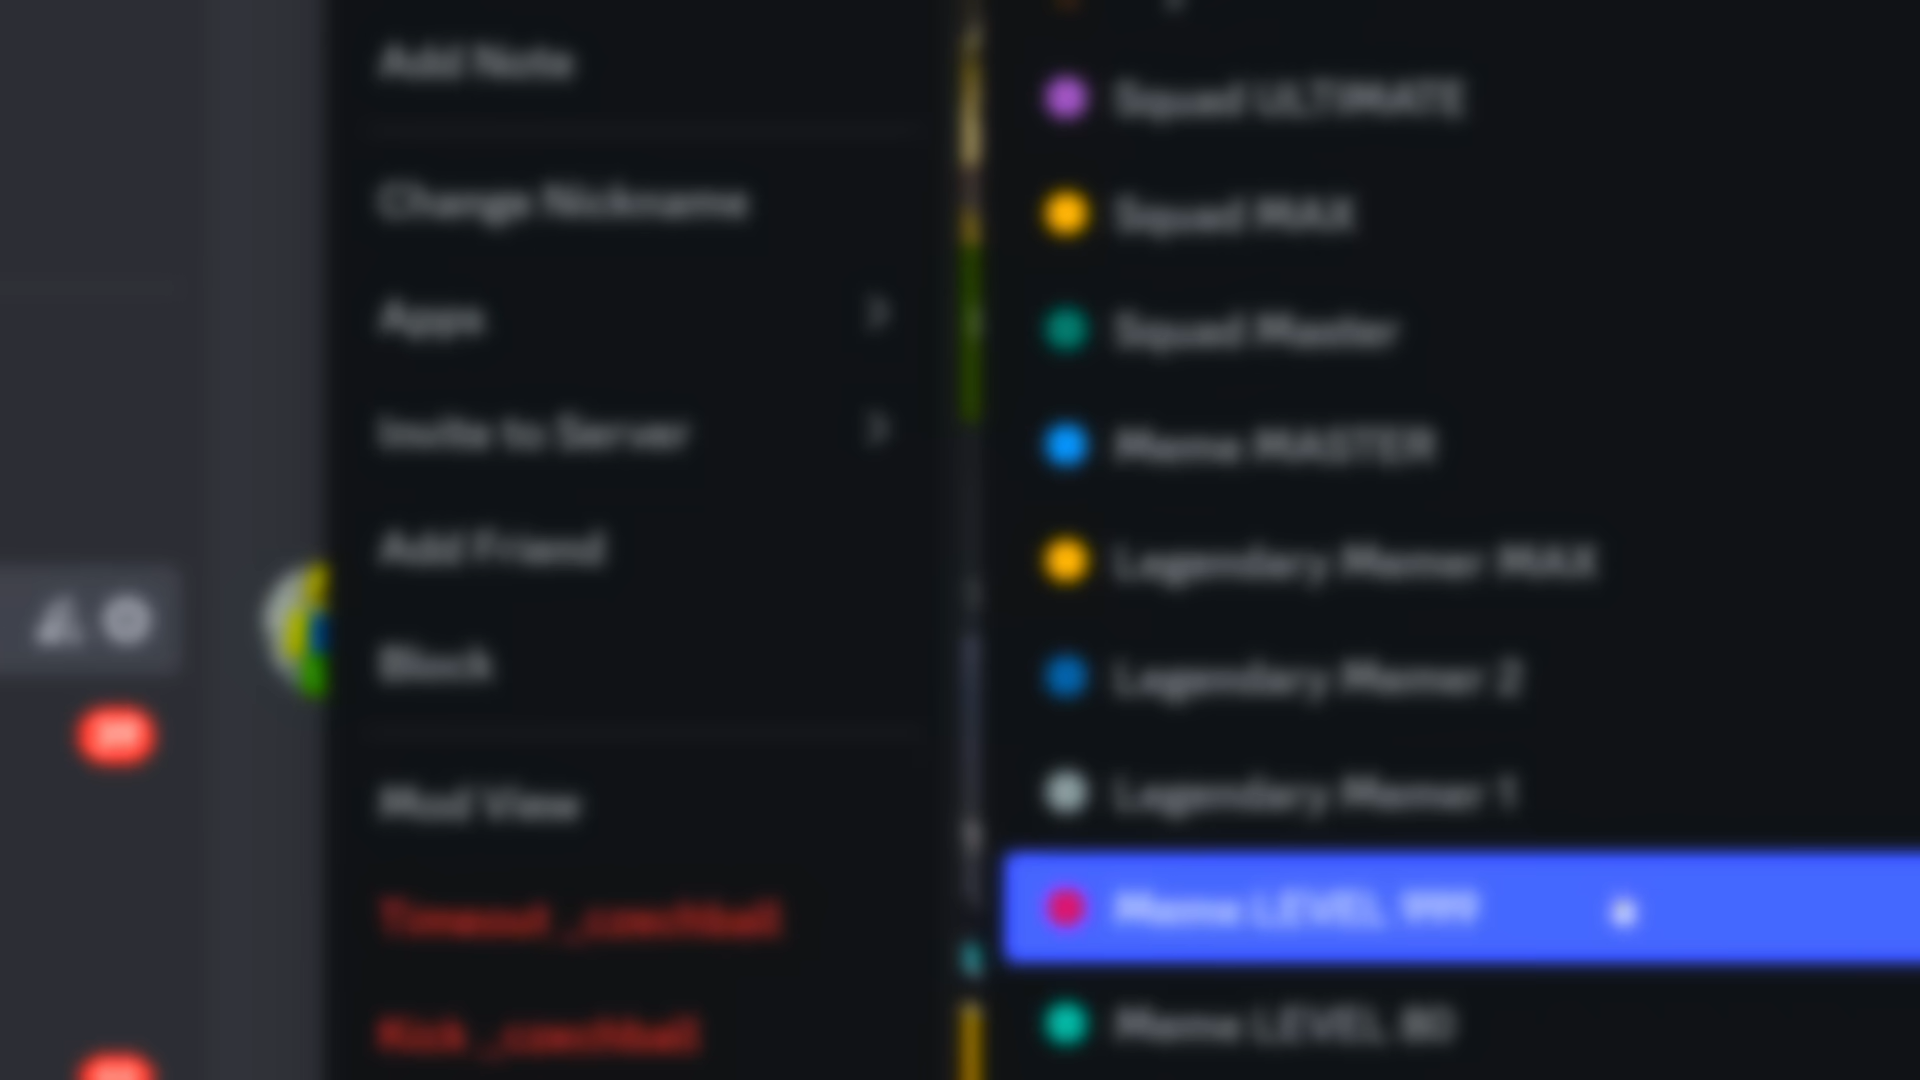 Add Note
Change Nickname
Apps
Invite to Server
Add Friend
Block
Mod View
Timeout _czechball
Kick _czechball
Squad ULTIMATE
Squad MAX
Squad Master
Meme MASTER
Legendary Memer MAX
Legendary Memer 2
Legendary Memer 1
Meme LEVEL 999
Meme LEVEL 80